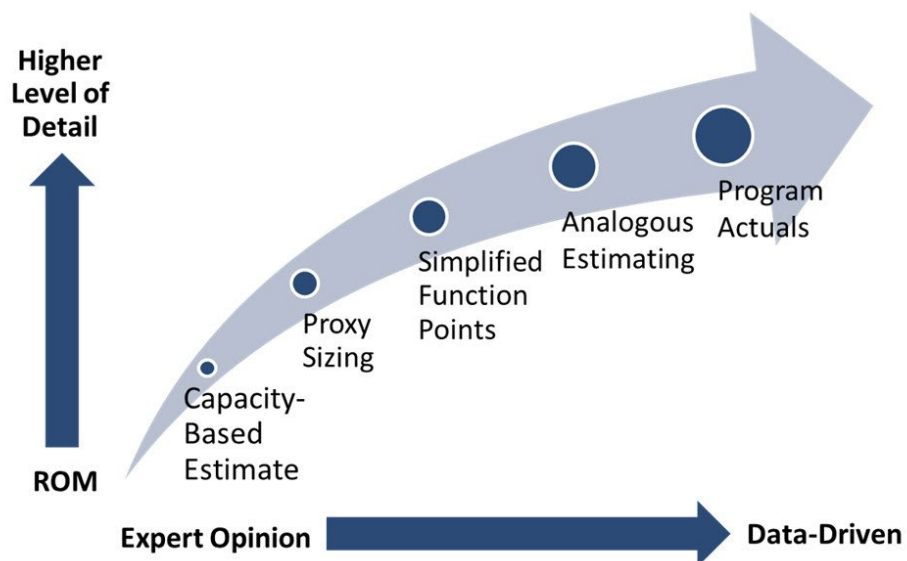 Higher
Level of
Detail
ROM
Capacity-
Based
Estimate
Proxy
Sizing
Simplified
Function
Points
Analogous
Estimating
Program
Actuals
Expert Opinion
Data-Driven